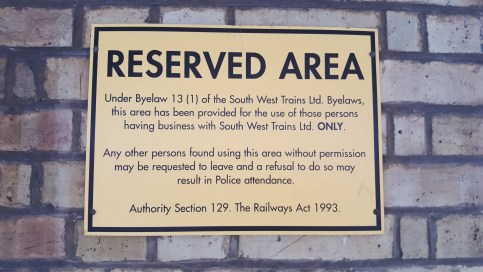 RESERVED AREA
Under Byelaw 13 (1) of the South West Trains Ltd. Byelaws,
this area has been provided for the use of those persons
having business with South West Trains Ltd. ONLY.
Any other persons found using this area without permission
may be requested to leave and a refusal to do so may
result in Police attendance.
Authority Section 129. The Railways Act 1993.